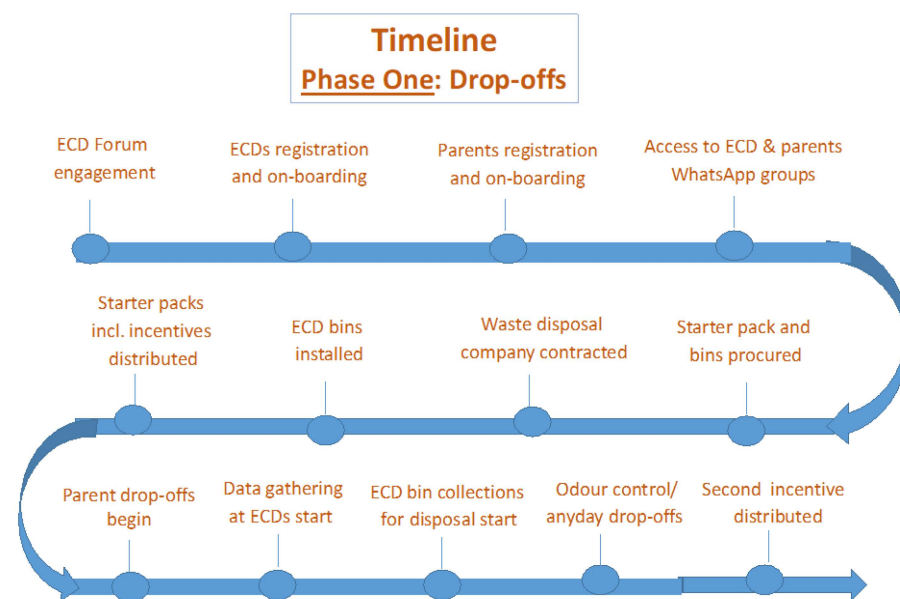 Timeline
Phase One: Drop-offs
ECD Forum
engagement
ECDs registration
and on-boarding
Parents registration
and on-boarding
Access to ECD & parents
WhatsApp groups
Starter packs
incl. incentives
distributed
ECD bins
installed
Waste disposal
company contracted
Starter pack and
bins procured
Parent drop-offs
begin
Data gathering
at ECDs start
ECD bin collections
for disposal start
Odour control/
anyday drop-offs
Second incentive
distributed